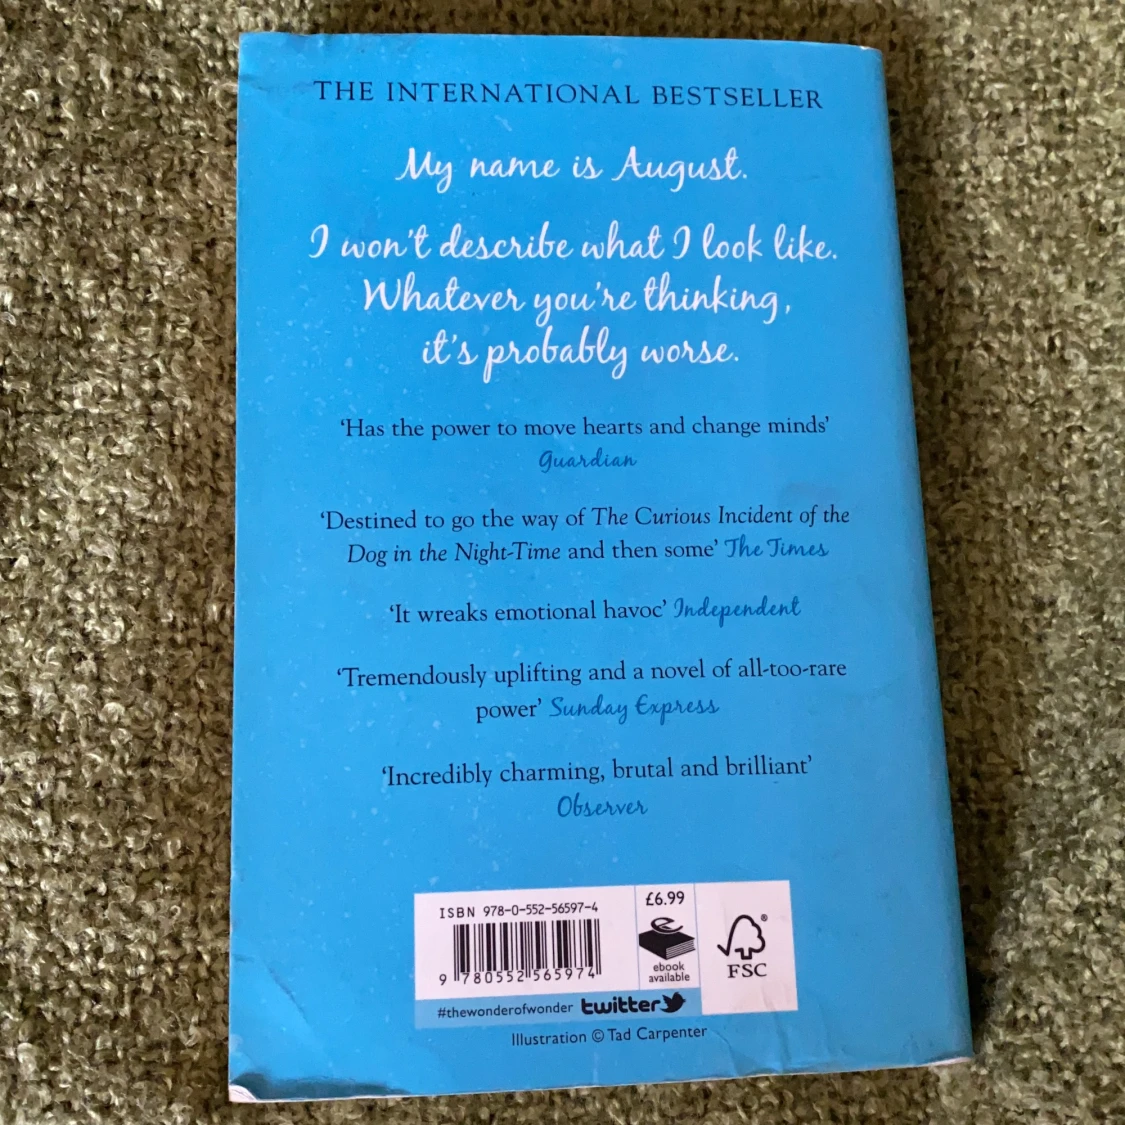 THE INTERNATIONAL BESTSELLER
My name is August.
I won't describe what I look like.
Whatever you're thinking,
it's probably worse.
‘Has the power to move hearts and change minds’
Guardian
‘Destined to go the way of The Curious Incident of the
Dog in the Night-Time and then some’ The Times
‘It wreaks emotional havoc’ Independent
‘Tremendously uplifting and a novel of all-too-rare
power’ Sunday Express
‘Incredibly charming, brutal and brilliant’
Observer
ISBN 978-0-552-56597-4
£6.99
ebook
available
FSC®
9 780552 565974
#thewonderofwonder twitter
Illustration © Tad Carpenter